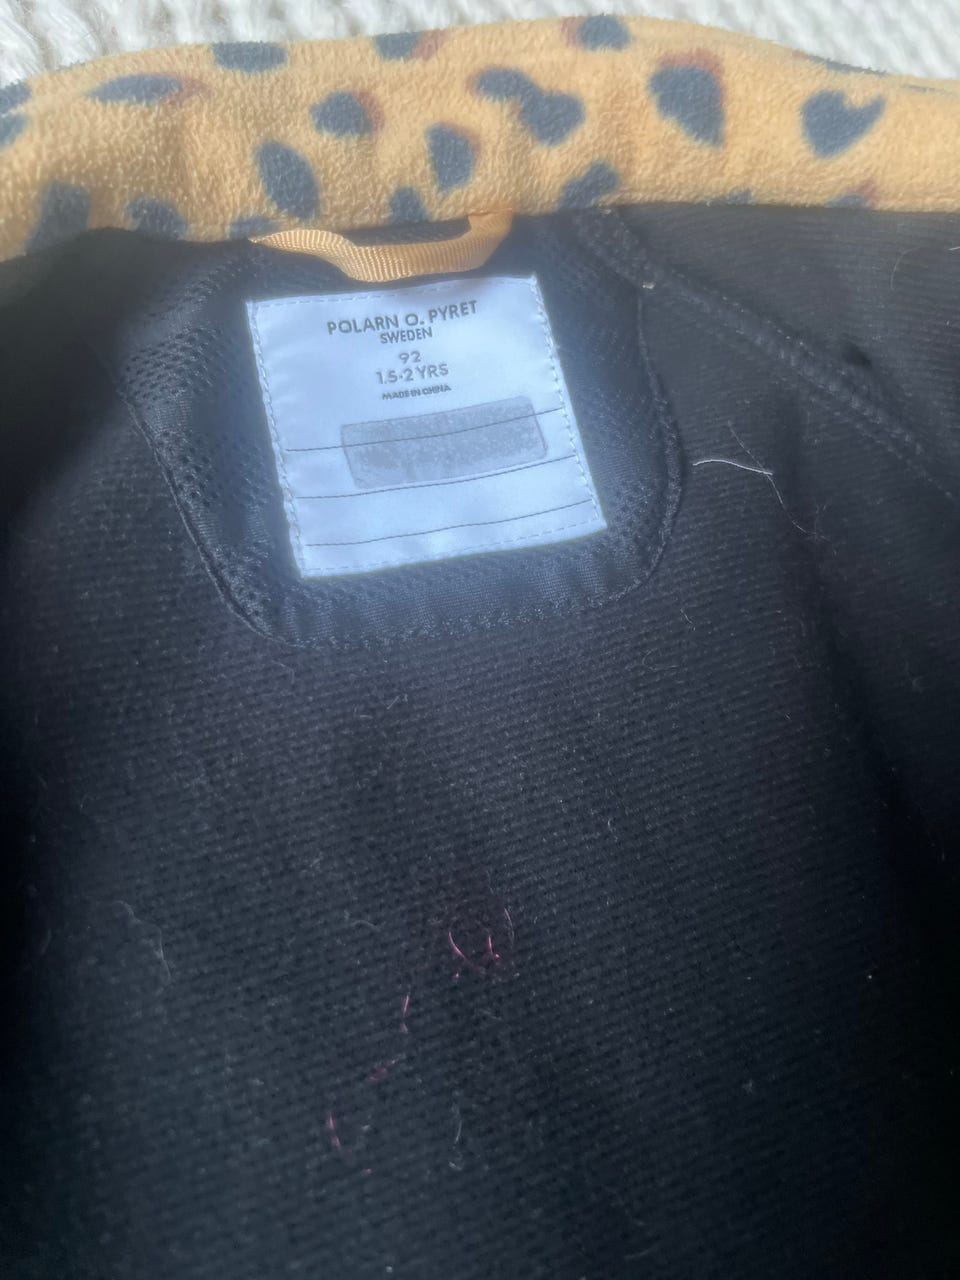 POLARN O. PYRET
SWEDEN
92
1.5-2 YRS
MADE IN CHINA